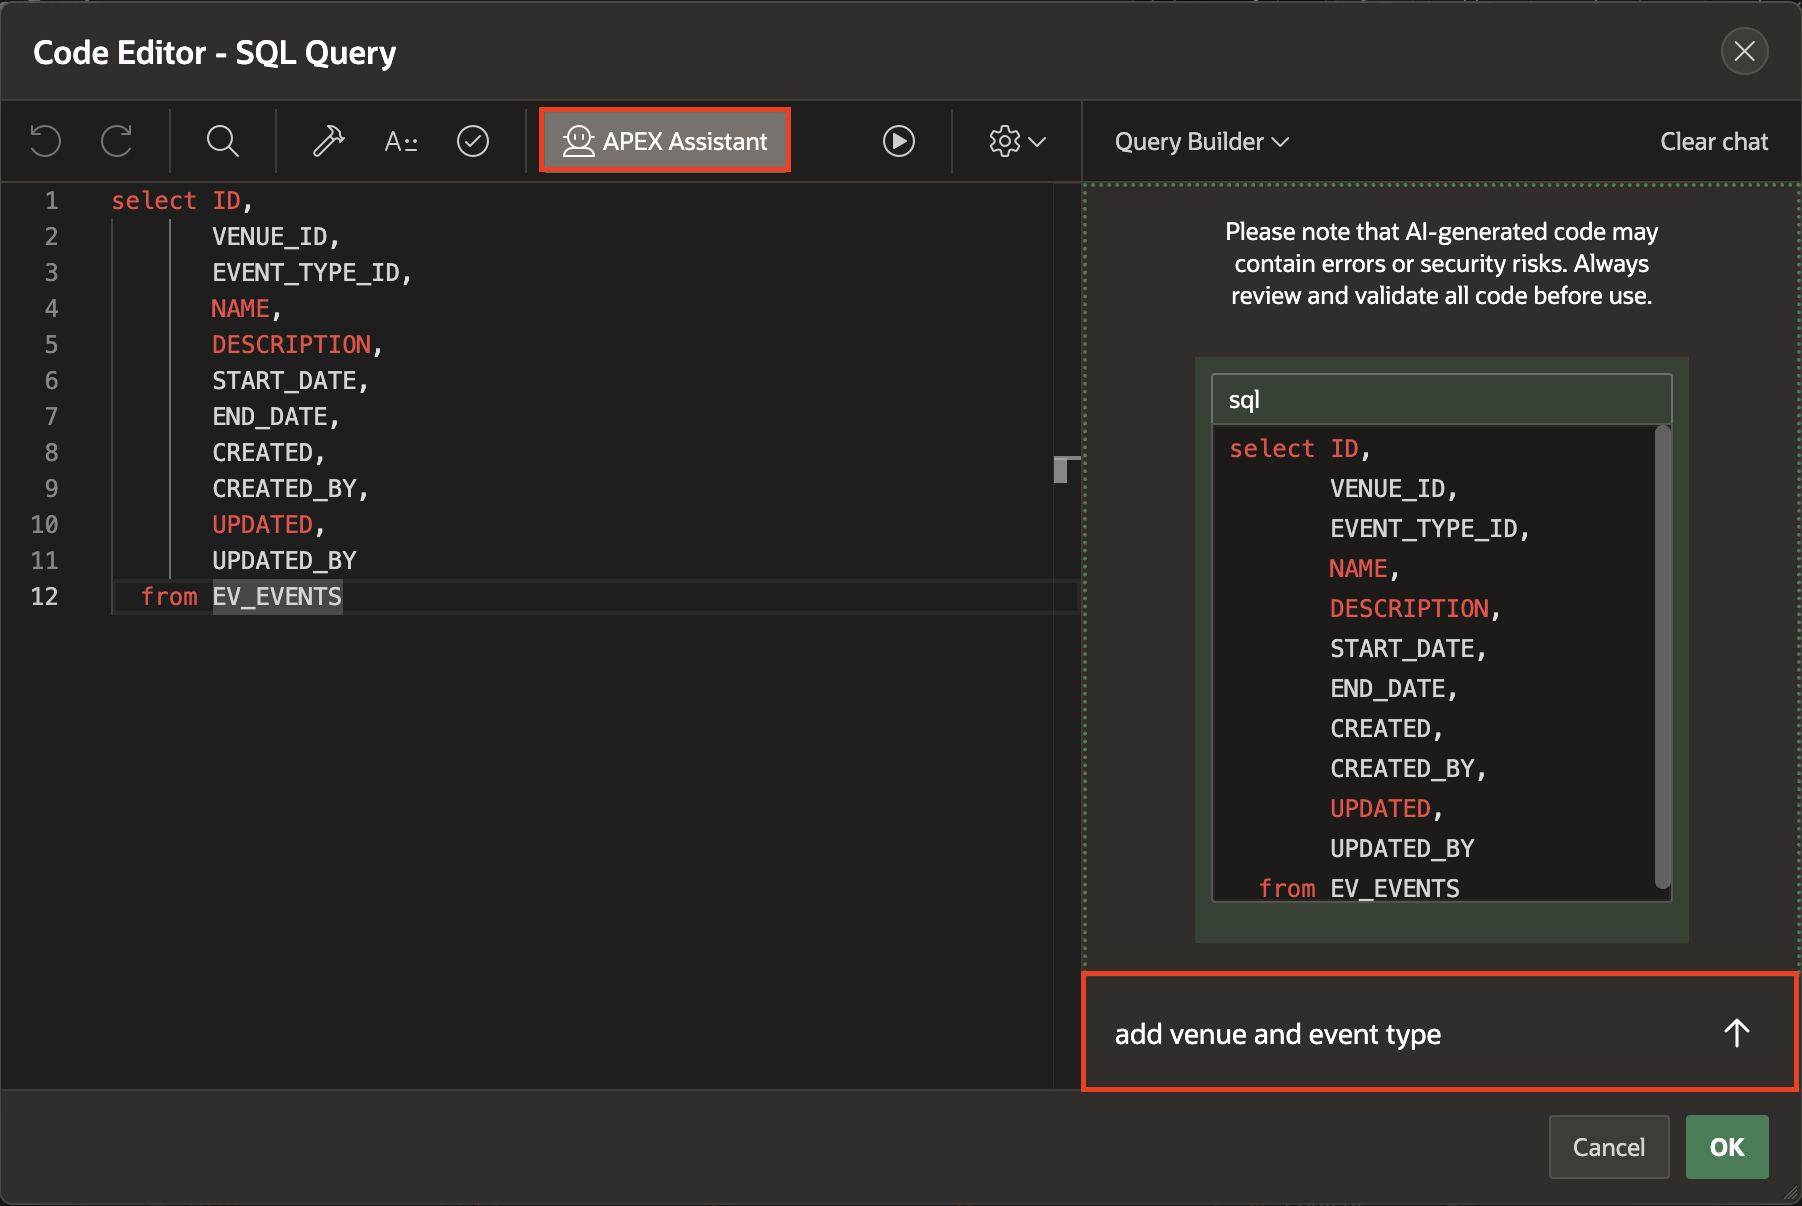 Code Editor - SQL Query
A
APEX Assistant
Query Builder
Clear chat
1 select ID,
2 VENUE_ID,
3 EVENT_TYPE_ID,
4 NAME,
5 DESCRIPTION,
6 START_DATE,
7 END_DATE,
8 CREATED,
9 CREATED_BY,
10 UPDATED,
11 UPDATED_BY
12 from EV_EVENTS
Please note that AI-generated code may
contain errors or security risks. Always
review and validate all code before use.
sql
select ID,
VENUE_ID,
EVENT_TYPE_ID,
NAME,
DESCRIPTION,
START_DATE,
END_DATE,
CREATED,
CREATED_BY,
UPDATED,
UPDATED_BY
from EV_EVENTS
add venue and event type
Cancel
OK